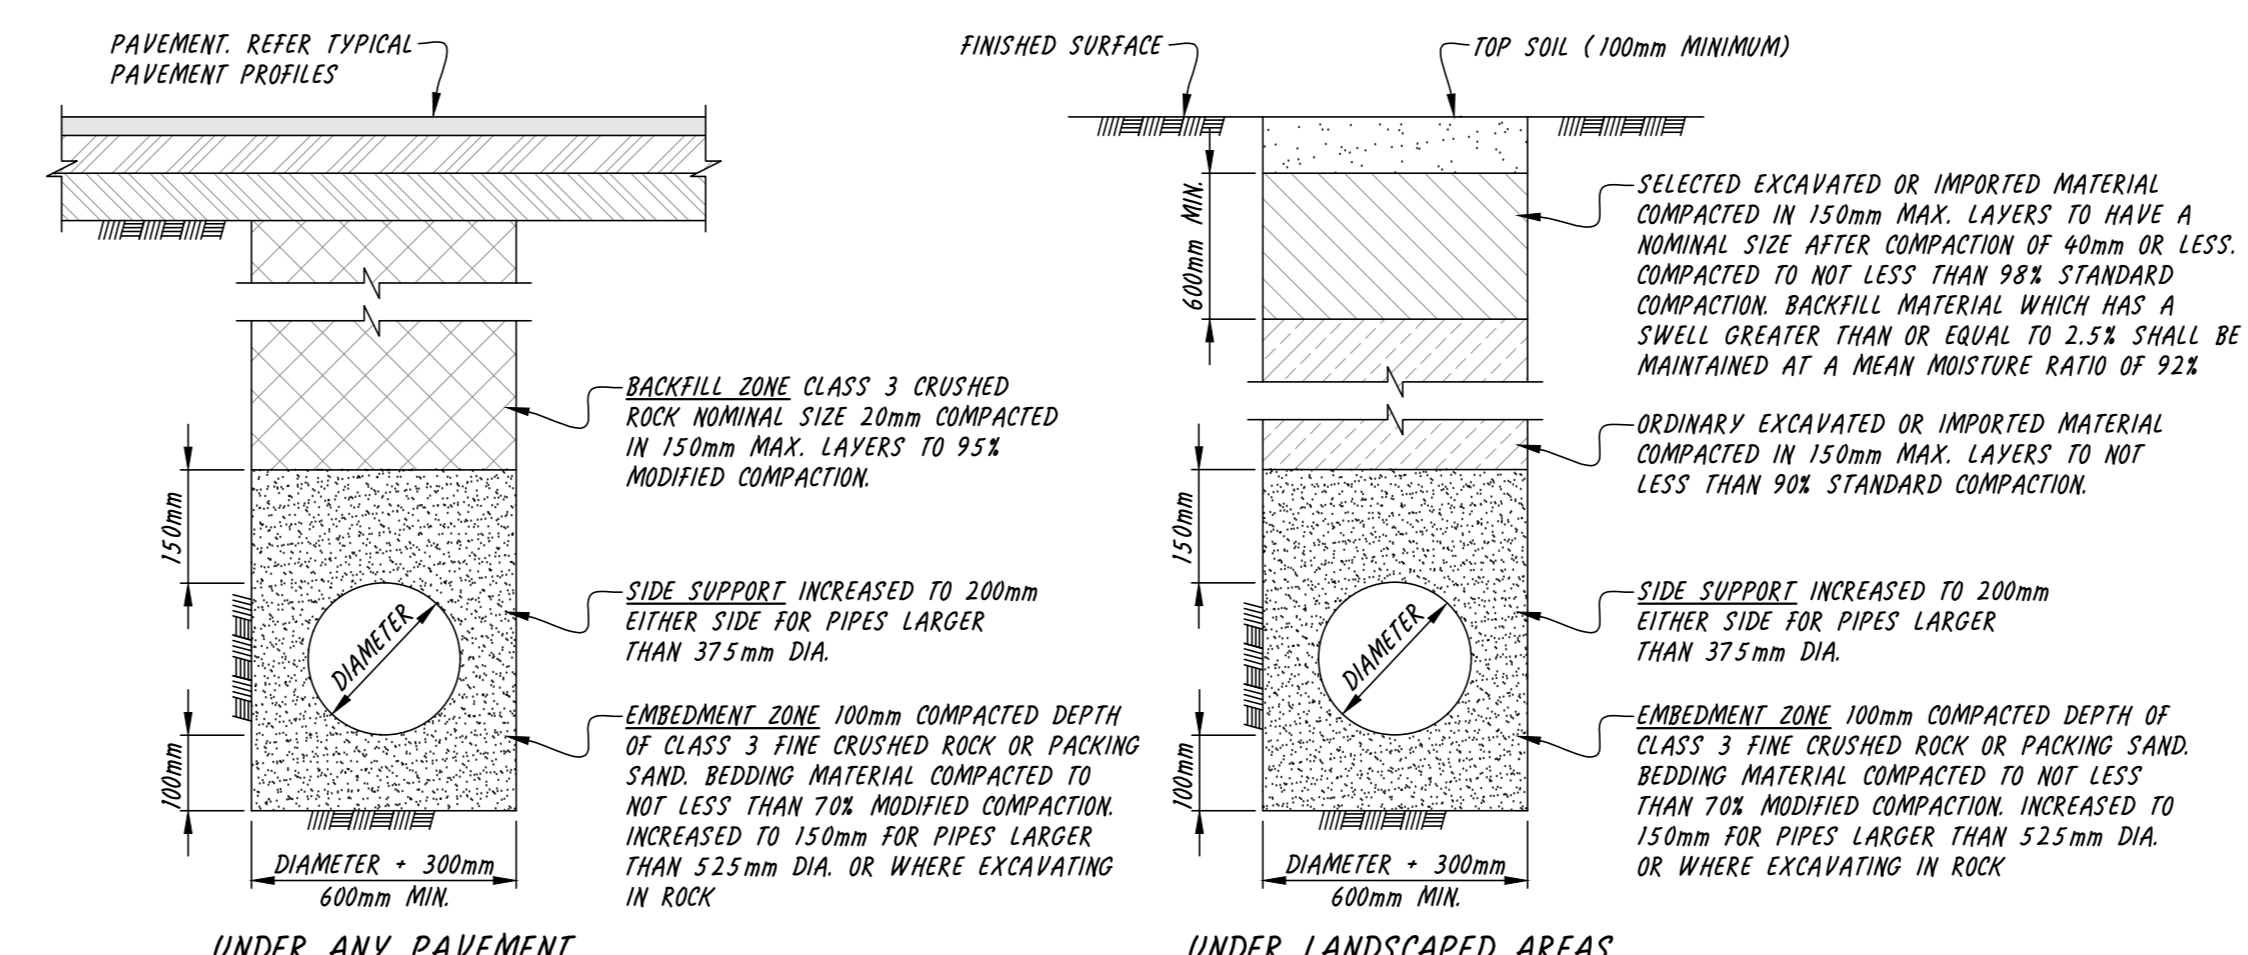 PAVEMENT. REFER TYPICAL
PAVEMENT PROFILES
BACKFILL ZONE CLASS 3 CRUSHED
ROCK NOMINAL SIZE 20mm COMPACTED
IN 150mm MAX. LAYERS TO 95%
MODIFIED COMPACTION.
150mm
DIAMETER
SIDE SUPPORT INCREASED TO 200mm
EITHER SIDE FOR PIPES LARGER
THAN 375mm DIA.
100mm
EMBEDMENT ZONE 100mm COMPACTED DEPTH
OF CLASS 3 FINE CRUSHED ROCK OR PACKING
SAND. BEDDING MATERIAL COMPACTED TO
NOT LESS THAN 70% MODIFIED COMPACTION.
INCREASED TO 150mm FOR PIPES LARGER
THAN 525mm DIA. OR WHERE EXCAVATING
IN ROCK
DIAMETER + 300mm
600mm MIN.
UNDER ANY PAVEMENT
FINISHED SURFACE
TOP SOIL (100mm MINIMUM)
600mm MIN.
SELECTED EXCAVATED OR IMPORTED MATERIAL
COMPACTED IN 150mm MAX. LAYERS TO HAVE A
NOMINAL SIZE AFTER COMPACTION OF 40mm OR LESS.
COMPACTED TO NOT LESS THAN 98% STANDARD
COMPACTION. BACKFILL MATERIAL WHICH HAS A
SWELL GREATER THAN OR EQUAL TO 2.5% SHALL BE
MAINTAINED AT A MEAN MOISTURE RATIO OF 92%
ORDINARY EXCAVATED OR IMPORTED MATERIAL
COMPACTED IN 150mm MAX. LAYERS TO NOT
LESS THAN 90% STANDARD COMPACTION.
150mm
DIAMETER
SIDE SUPPORT INCREASED TO 200mm
EITHER SIDE FOR PIPES LARGER
THAN 375mm DIA.
100mm
EMBEDMENT ZONE 100mm COMPACTED DEPTH OF
CLASS 3 FINE CRUSHED ROCK OR PACKING SAND.
BEDDING MATERIAL COMPACTED TO NOT LESS
THAN 70% MODIFIED COMPACTION. INCREASED TO
150mm FOR PIPES LARGER THAN 525mm DIA.
OR WHERE EXCAVATING IN ROCK
DIAMETER + 300mm
600mm MIN.
UNDER LANDSCAPED AREAS